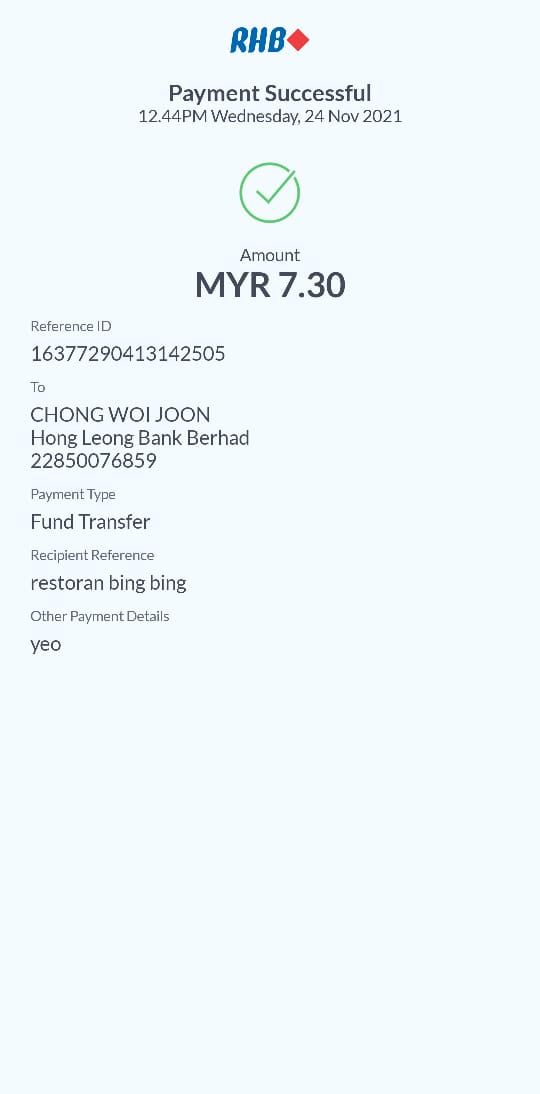 RHB
Payment Successful
12.44PM Wednesday, 24 Nov 2021
Amount
MYR 7.30
Reference ID
16377290413142505
To
CHONG WOI JOON
Hong Leong Bank Berhad
22850076859
Payment Type
Fund Transfer
Recipient Reference
restoran bing bing
Other Payment Details
yeo